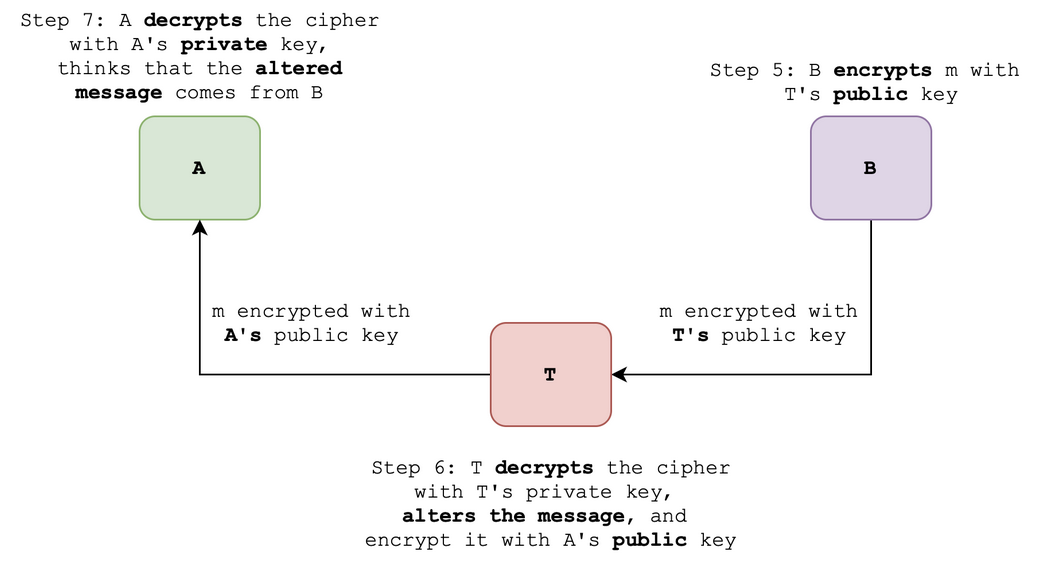 Step 7: A decrypts the cipher
with A's private key,
thinks that the altered
message comes from B
Step 5: B encrypts m with
T's public key
A
B
m encrypted with
A's public key
m encrypted with
T's public key
T
Step 6: T decrypts the cipher
with T's private key,
alters the message, and
encrypt it with A's public key